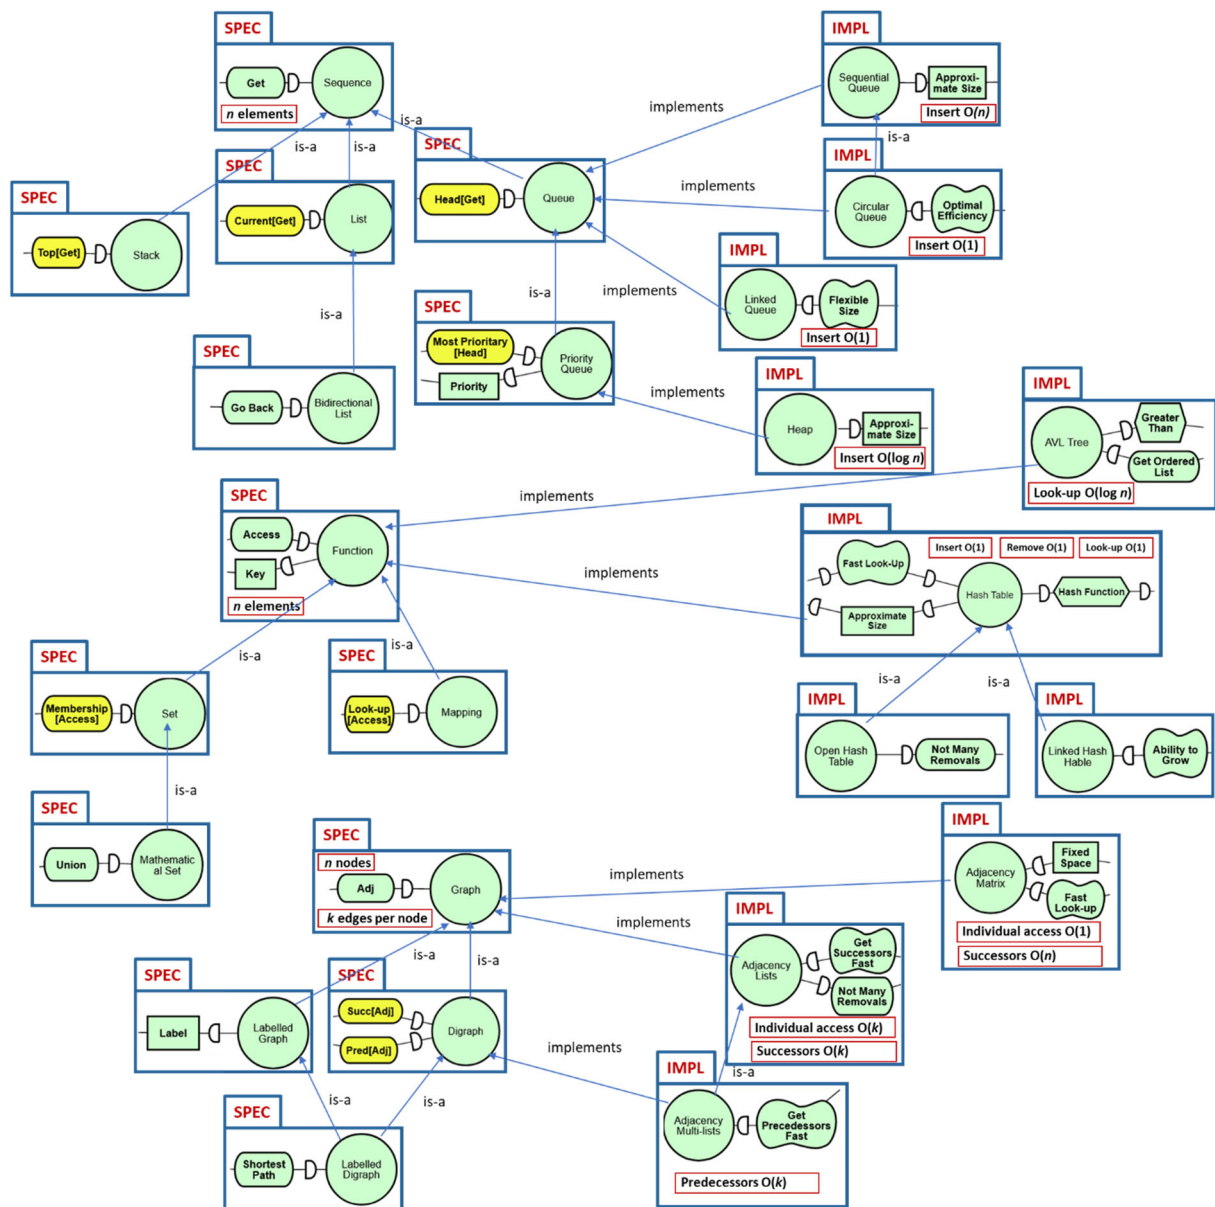 SPEC
Get
Sequence
n elements
IMPL
Sequential
Queue
Approxi-
mate Size
Insert O(n)
implements
is-a
is-a
is-a
is-a
SPEC
Top[Get]
Stack
SPEC
Current[Get]
List
SPEC
Head[Get]
Queue
implements
IMPL
Circular
Queue
Optimal
Efficiency
Insert O(1)
is-a
is-a
implements
IMPL
Linked
Queue
Flexible
Size
Insert O(1)
SPEC
Go Back
Bidirectional
List
SPEC
Most Prioritary
[Head]
Priority
Priority
Queue
implements
IMPL
Heap
Approxi-
mate Size
Insert O(log n)
IMPL
AVL Tree
Greater
Than
Get Ordered
List
Look-up O(log n)
SPEC
Access
Key
Function
n elements
implements
implements
IMPL
Insert O(1)
Remove O(1)
Look-up O(1)
Fast Look-Up
Approximate
Size
Hash Table
Hash Function
is-a
is-a
is-a
is-a
SPEC
Membership
[Access]
Set
SPEC
Look-up
[Access]
Mapping
IMPL
Open Hash
Table
Not Many
Removals
IMPL
Linked Hash
Hable
Ability to
Grow
is-a
SPEC
Union
Mathematic
al Set
SPEC
n nodes
Adj
Graph
k edges per node
implements
implements
IMPL
Adjacency
Matrix
Fixed
Space
Fast
Look-up
Individual access O(1)
Successors O(n)
IMPL
Adjacency
Lists
Get
Successors
Fast
Not Many
Removals
Individual access O(k)
Successors O(k)
is-a
is-a
SPEC
Label
Labelled
Graph
SPEC
Succ[Adj]
Pred[Adj]
Digraph
implements
is-a
IMPL
Adjacency
Multi-lists
Get
Precedessors
Fast
Predecessors O(k)
is-a
is-a
SPEC
Shortest
Path
Labelled
Digraph